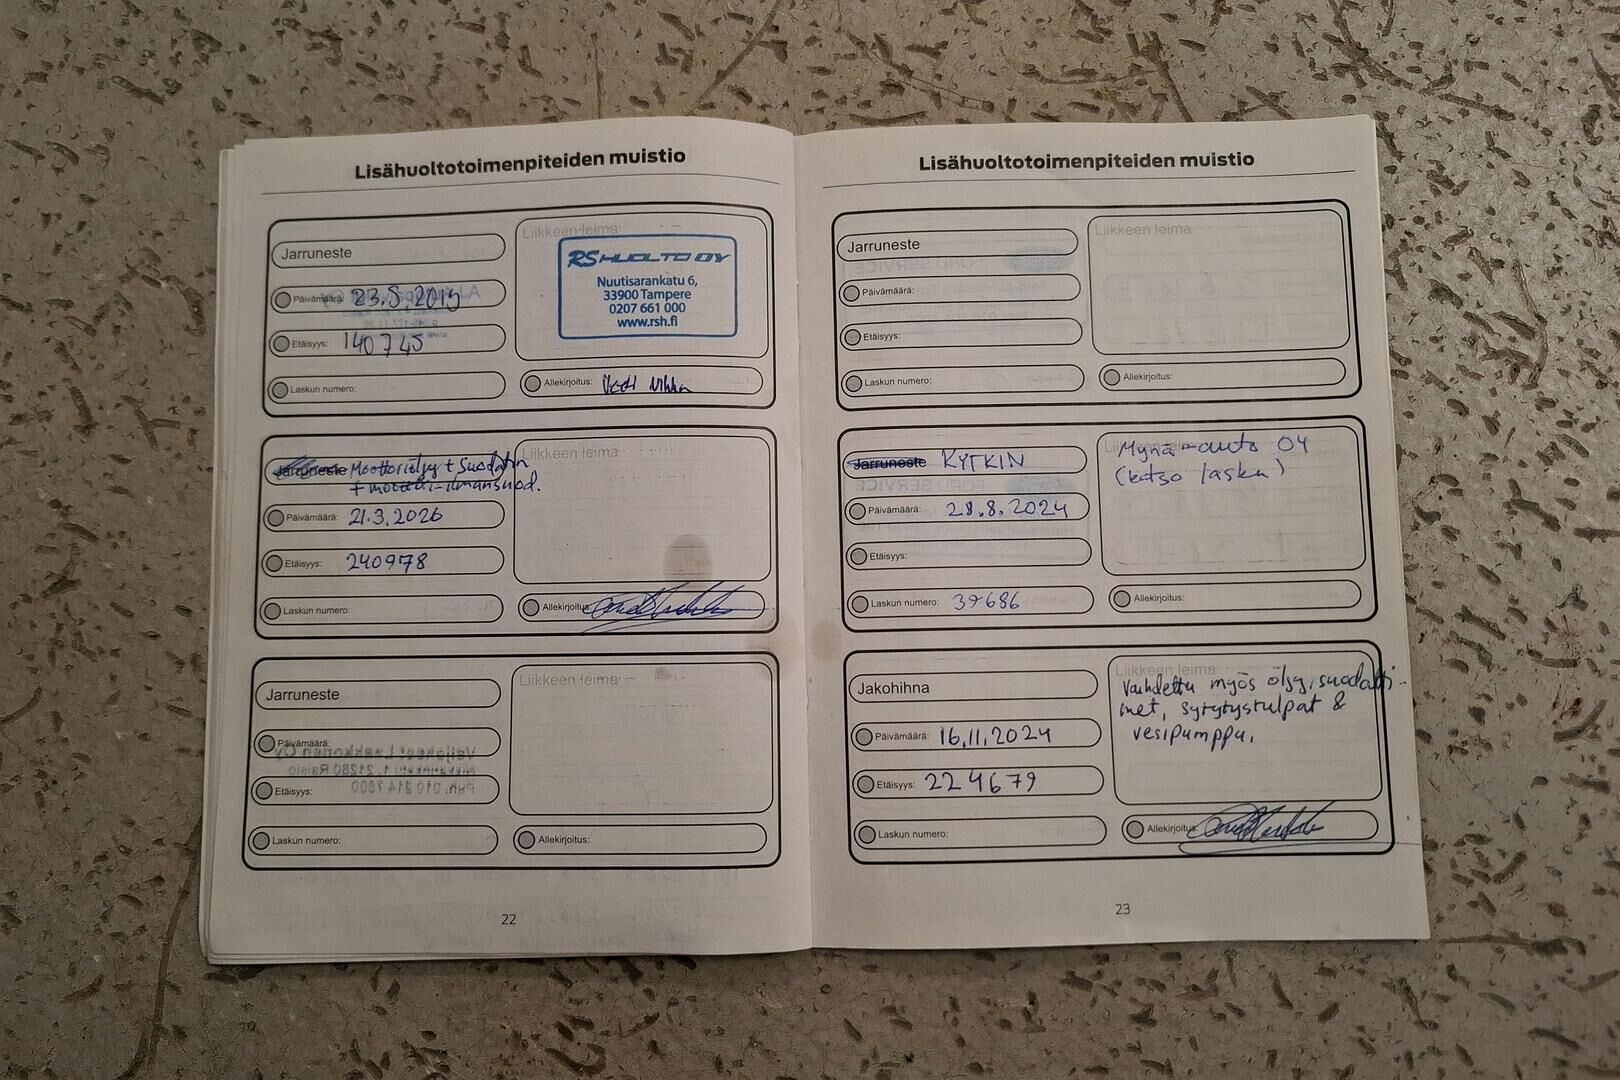 Lisähuoltotoimenpiteiden muistio
Jarruneste
Päivämäärä: 23.5.2019
Etäisyys: 140745
Laskun numero:
Liikkeen leima
RS HUOLTO OY
Nuutisarankatu 6,
33900 Tampere
0207 661 000
www.rsh.fi
Allekirjoitus:
Jarruneste Moottoriöljy + Suodatin
+ moottori-ilmansuod.
Päivämäärä: 21.3.2026
Etäisyys: 240978
Laskun numero:
Liikkeen leima
Allekirjoitus:
Jarruneste
Päivämäärä:
Etäisyys:
Laskun numero:
Liikkeen leima
Allekirjoitus:
22
Lisähuoltotoimenpiteiden muistio
Jarruneste
Päivämäärä:
Etäisyys:
Laskun numero:
Liikkeen leima
Allekirjoitus:
Jarruneste KYTKIN
Päivämäärä: 28.8.2024
Etäisyys:
Laskun numero: 39686
Liikkeen leima
Mynä-auto OY
(katso lasku)
Allekirjoitus:
Jakohihna
Päivämäärä: 16.11.2024
Etäisyys: 224679
Laskun numero:
Liikkeen leima
Vaihdettu myös öljy, suodatti-
met, sytytystulpat &
vesipumppu.
Allekirjoitus:
23